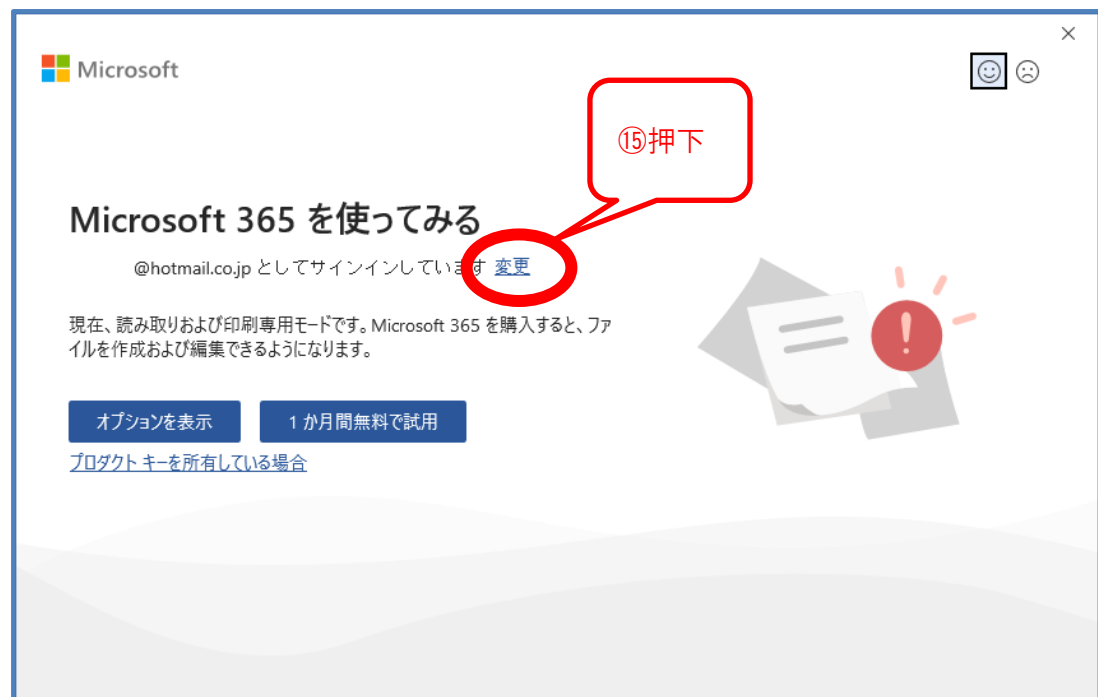 Microsoft
⑮押下
Microsoft 365 を使ってみる
@hotmail.co.jp としてサインインしています 変更
現在、読み取りおよび印刷専用モードです。Microsoft 365 を購入すると、ファ
イルを作成および編集できるようになります。
オプションを表示
1 か月間無料で試用
プロダクト キーを所有している場合